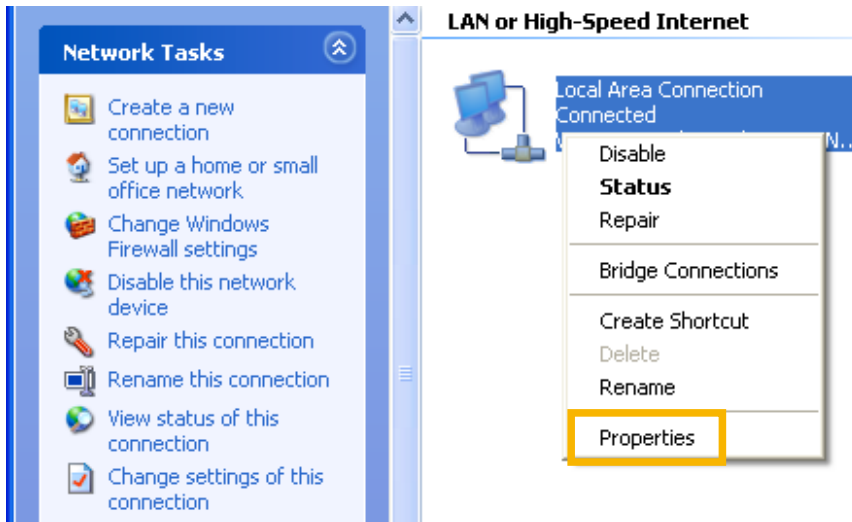 Network Tasks
Create a new
connection
Set up a home or small
office network
Change Windows
Firewall settings
Disable this network
device
Repair this connection
Rename this connection
View status of this
connection
Change settings of this
connection
LAN or High-Speed Internet
Local Area Connection
Connected
Disable
Status
Repair
Bridge Connections
Create Shortcut
Delete
Rename
Properties